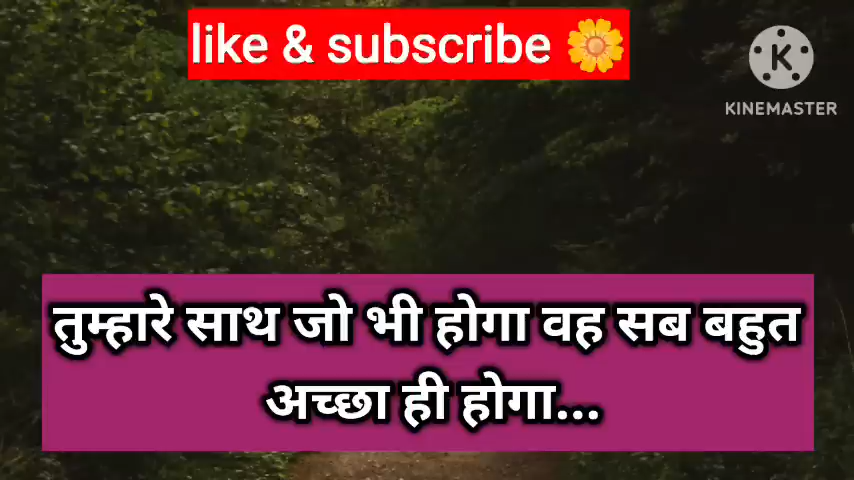 like & subscribe 🌼
KINEMASTER
तुम्हारे साथ जो भी होगा वह सब बहुत
अच्छा ही होगा...